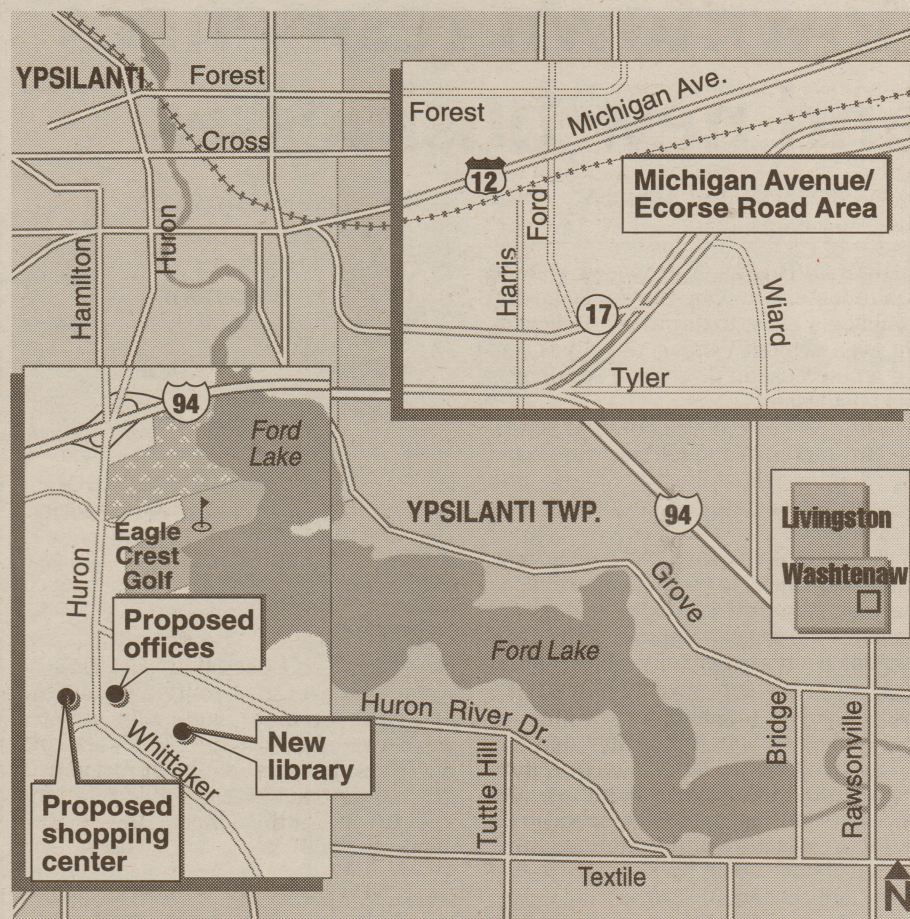 YPSILANTI
Forest
Cross
Hamilton
Huron
Forest
Michigan Ave.
12
Ford
Harris
Michigan Avenue/
Ecorse Road Area
17
Wiard
Tyler
94
Ford
Lake
YPSILANTI TWP.
94
Livingston
Washtenaw
Eagle
Crest
Golf
Huron
Grove
Proposed
offices
Ford Lake
Huron River Dr.
Whittaker
New
library
Proposed
shopping
center
Tuttle Hill
Bridge
Rawsonville
Textile
N